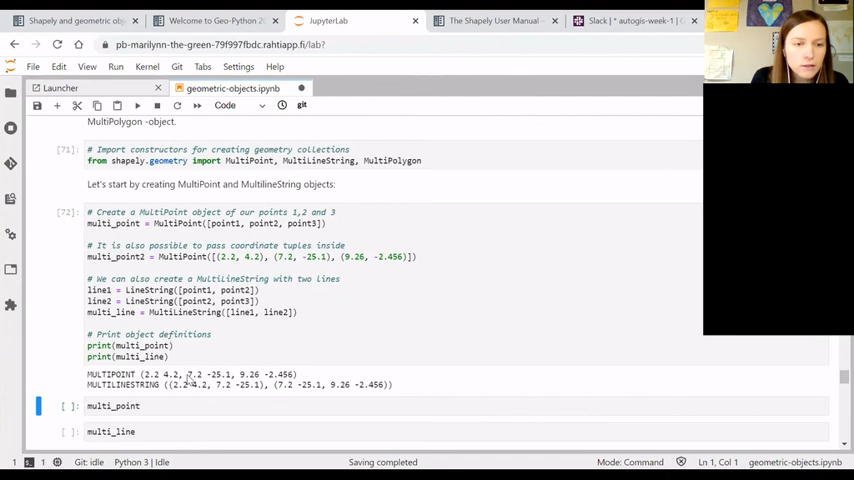 Shapely and geometric obje
Welcome to Geo-Python 20
JupyterLab
The Shapely User Manual —
Slack | * autogis-week-1 | G
pb-marilynn-the-green-79f997fbdc.rahtiapp.fi/lab?
File Edit View Run Kernel Git Tabs Settings Help
Launcher
geometric-objects.ipynb
Code
git
MultiPolygon -object.
[71]:
# Import constructors for creating geometry collections
from shapely.geometry import MultiPoint, MultiLineString, MultiPolygon
Let's start by creating MultiPoint and MultilineString objects:
[72]:
# Create a MultiPoint object of our points 1,2 and 3
multi_point = MultiPoint([point1, point2, point3])
# It is also possible to pass coordinate tuples inside
multi_point2 = MultiPoint([(2.2, 4.2), (7.2, -25.1), (9.26, -2.456)])
# We can also create a MultiLineString with two lines
line1 = LineString([point1, point2])
line2 = LineString([point2, point3])
multi_line = MultiLineString([line1, line2])
# Print object definitions
print(multi_point)
print(multi_line)
MULTIPOINT (2.2 4.2, 7.2 -25.1, 9.26 -2.456)
MULTILINESTRING ((2.2 4.2, 7.2 -25.1), (7.2 -25.1, 9.26 -2.456))
[ ]: multi_point
[ ]: multi_line
1 1 Git: idle Python 3 | Idle Saving completed Mode: Command Ln 1, Col 1 geometric-objects.ipynb